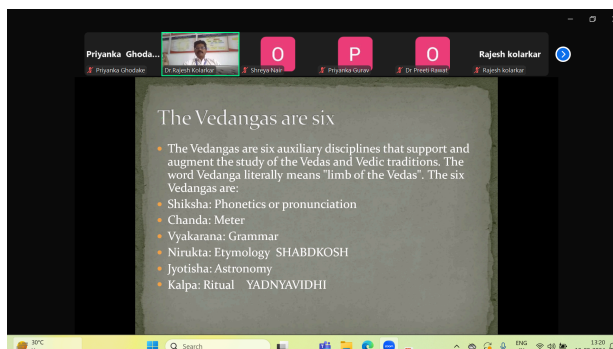 Priyanka Ghoda...
O
P
O
Rajesh kolarkar
Priyanka Ghodake
Dr.Rajesh Kolarkar
Shreya Nair
Priyanka Gurav
Dr Preeti Rawat
Rajesh kolarkar
The Vedangas are six
The Vedangas are six auxiliary disciplines that support and
augment the study of the Vedas and Vedic traditions. The
word Vedanga literally means "limb of the Vedas". The six
Vedangas are:
Shiksha: Phonetics or pronunciation
Chanda: Meter
Vyakarana: Grammar
Nirukta: Etymology SHABDKOSH
Jyotisha: Astronomy
Kalpa: Ritual YADNYAVIDHI
30°C
Search
ENG
13:20